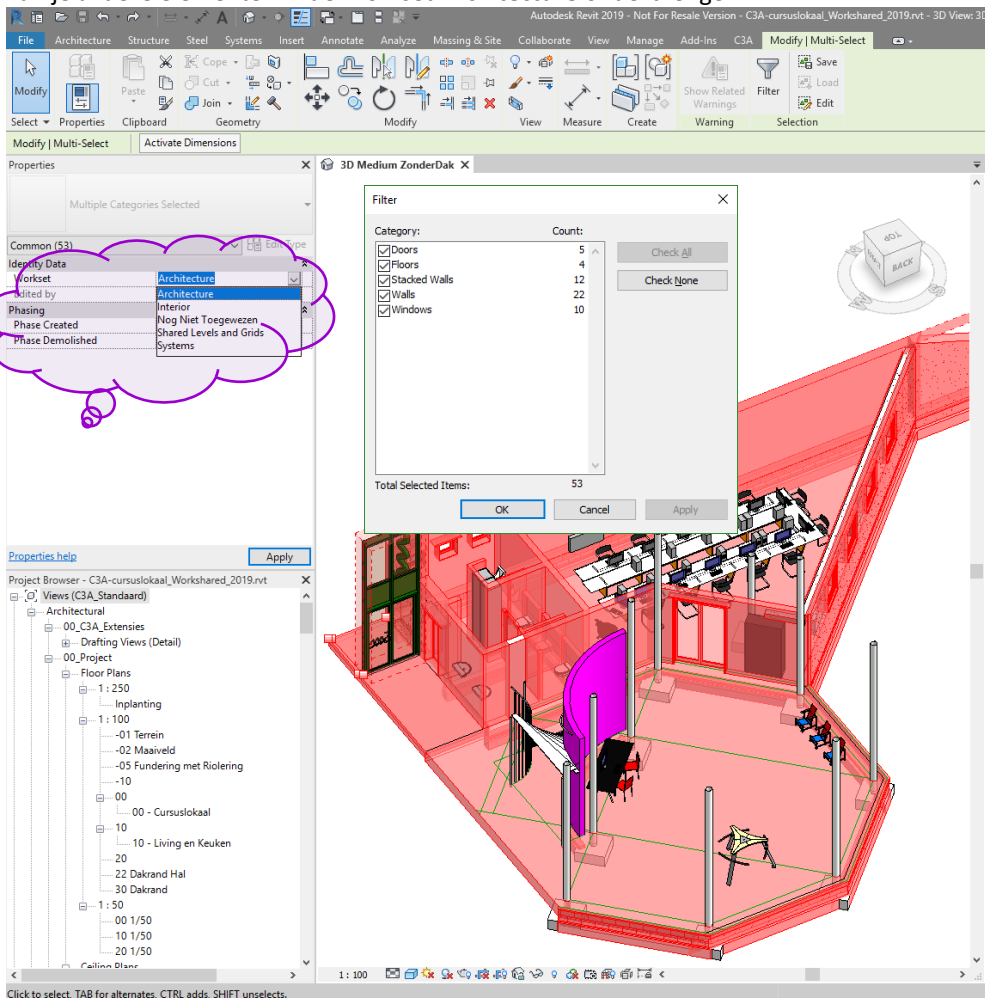 Autodesk Revit 2019 - Not For Resale Version - C3A-cursuslokaal_Workshared_2019.rvt - 3D View: 3D
File Architecture Structure Steel Systems Insert Annotate Analyze Massing & Site Collaborate View Manage Add-Ins C3A Modify | Multi-Select
Modify
Paste
Cope
Cut
Join
Show Related Warnings
Filter
Save
Load
Edit
Select Properties Clipboard Geometry Modify View Measure Create Warning Selection
Modify | Multi-Select Activate Dimensions
Properties X
3D Medium ZonderDak X
Multiple Categories Selected
Common (53) Edit Type
Identity Data
Workset Architecture
Edited by
Architecture
Interior
Nog Niet Toegewezen
Shared Levels and Grids
Systems
Phasing
Phase Created
Phase Demolished
Properties help Apply
Filter
Category: Count:
Doors 5
Floors 4
Stacked Walls 12
Walls 22
Windows 10
Check All
Check None
Total Selected Items: 53
OK Cancel Apply
TOP
BACK
Project Browser - C3A-cursuslokaal_Workshared_2019.rvt X
Views (C3A_Standaard)
Architectural
00_C3A_Extensies
Drafting Views (Detail)
00_Project
Floor Plans
1 : 250
Inplanting
1 : 100
-01 Terrein
-02 Maaiveld
-05 Fundering met Riolering
-10
00
00 - Cursuslokaal
10
10 - Living en Keuken
20
22 Dakrand Hal
30 Dakrand
1 : 50
00 1/50
10 1/50
20 1/50
Ceiling Plans
1 : 100
Click to select, TAB for alternates, CTRL adds, SHIFT unselects.